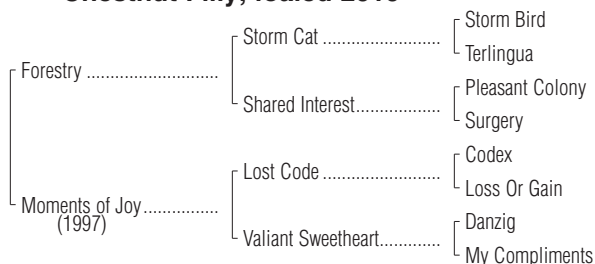 Storm Bird
Storm Cat ........................
Terlingua
Forestry ...........................
Pleasant Colony
Shared Interest................
Surgery
Codex
Lost Code ........................
Loss Or Gain
Moments of Joy...............
(1997)
Danzig
Valiant Sweetheart............
My Compliments